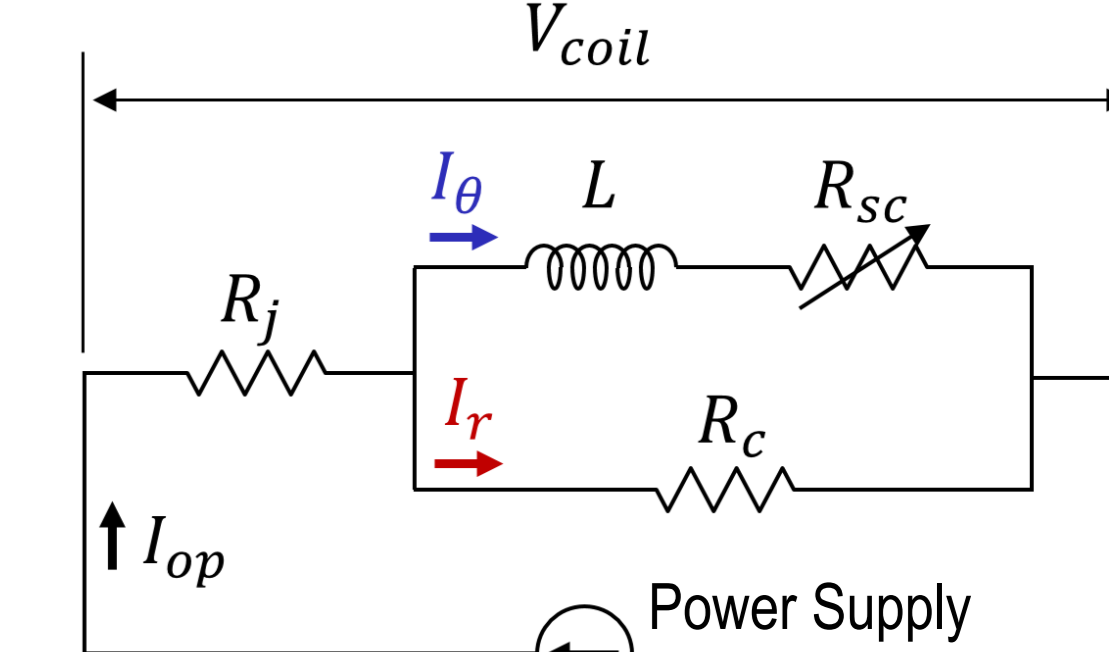 V_coil
I_θ
L
R_sc
R_j
I_r
R_c
I_op
Power Supply